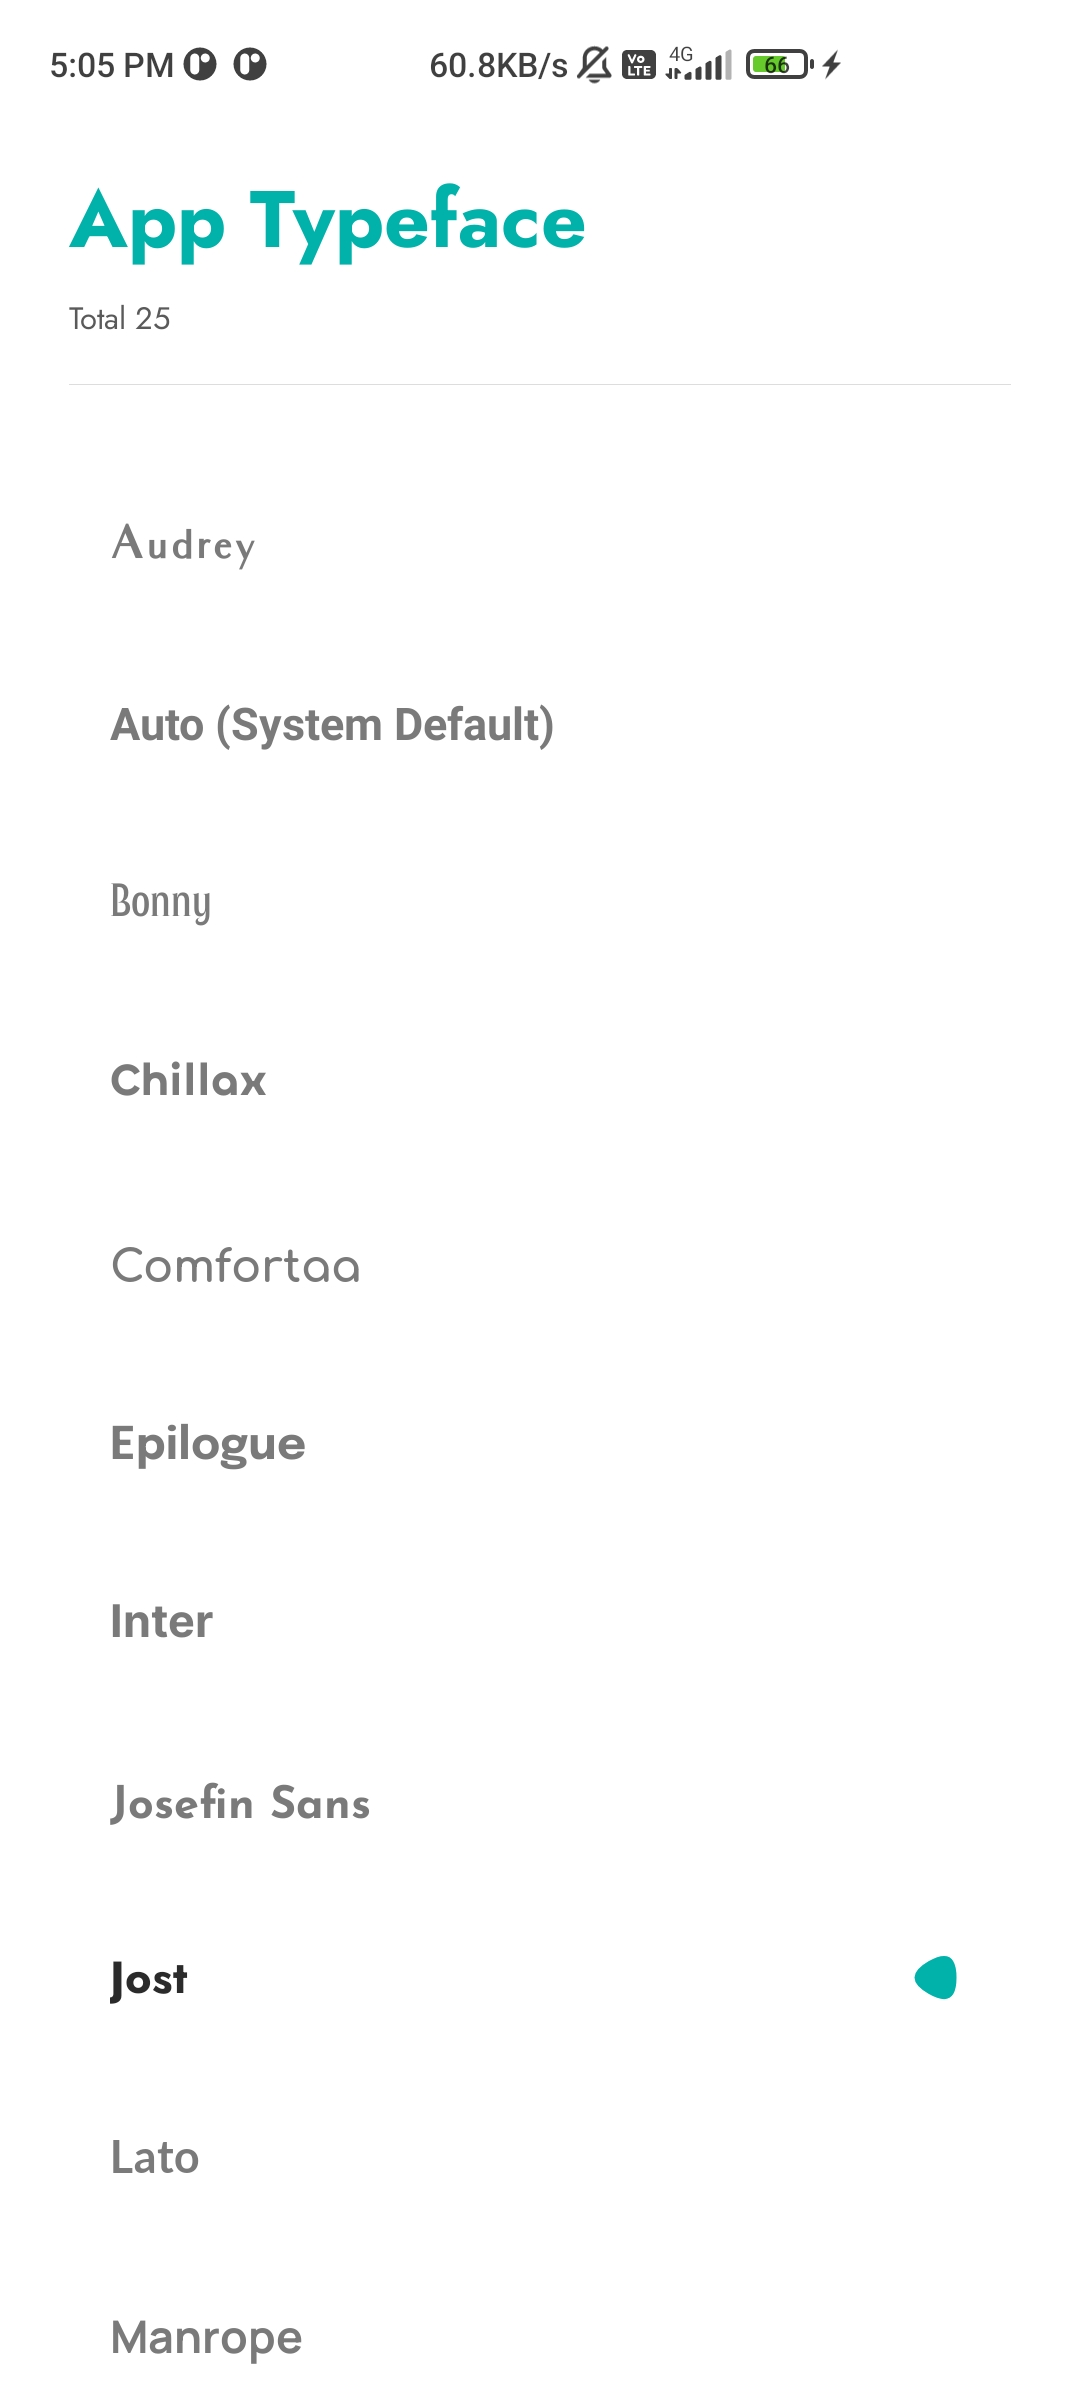 5:05 PM 60.8KB/s Vo LTE 4G 66
App Typeface
Total 25
Audrey
Auto (System Default)
Bonny
Chillax
Comfortaa
Epilogue
Inter
Josefin Sans
Jost
Lato
Manrope